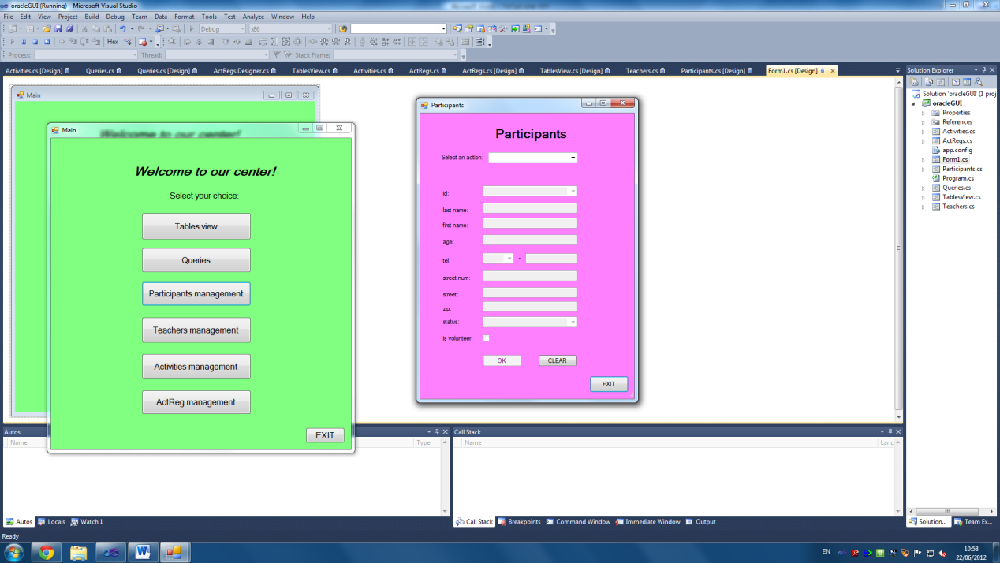 oracleGUI (Running) - Microsoft Visual Studio
File Edit View Project Build Debug Team Data Format Tools Test Analyze Window Help
Debug x86
Hex
Process: Thread: Stack Frame:
Activities.cs [Design] Queries.cs Queries.cs [Design] ActRegs.Designer.cs TablesView.cs Activities.cs ActRegs.cs ActRegs.cs [Design] TablesView.cs [Design] Teachers.cs Participants.cs [Design] Form1.cs [Design]
Main
Welcome to our center!
Main
Welcome to our center!
Select your choice:
Tables view
Queries
Participants management
Teachers management
Activities management
ActReg management
EXIT
Participants
Participants
Select an action:
id:
last name:
first name:
age:
tel: -
street num:
street:
zip:
status:
is volunteer:
OK CLEAR
EXIT
Solution Explorer
Solution 'oracleGUI' (1 proj
oracleGUI
Properties
References
Activities.cs
ActRegs.cs
app.config
Form1.cs
Participants.cs
Program.cs
Queries.cs
TablesView.cs
Teachers.cs
Solution... Team Ex...
Autos
Name Type
Autos Locals Watch 1
Call Stack
Name Lang
Call Stack Breakpoints Command Window Immediate Window Output
Ready
EN
10:58
22/06/2012